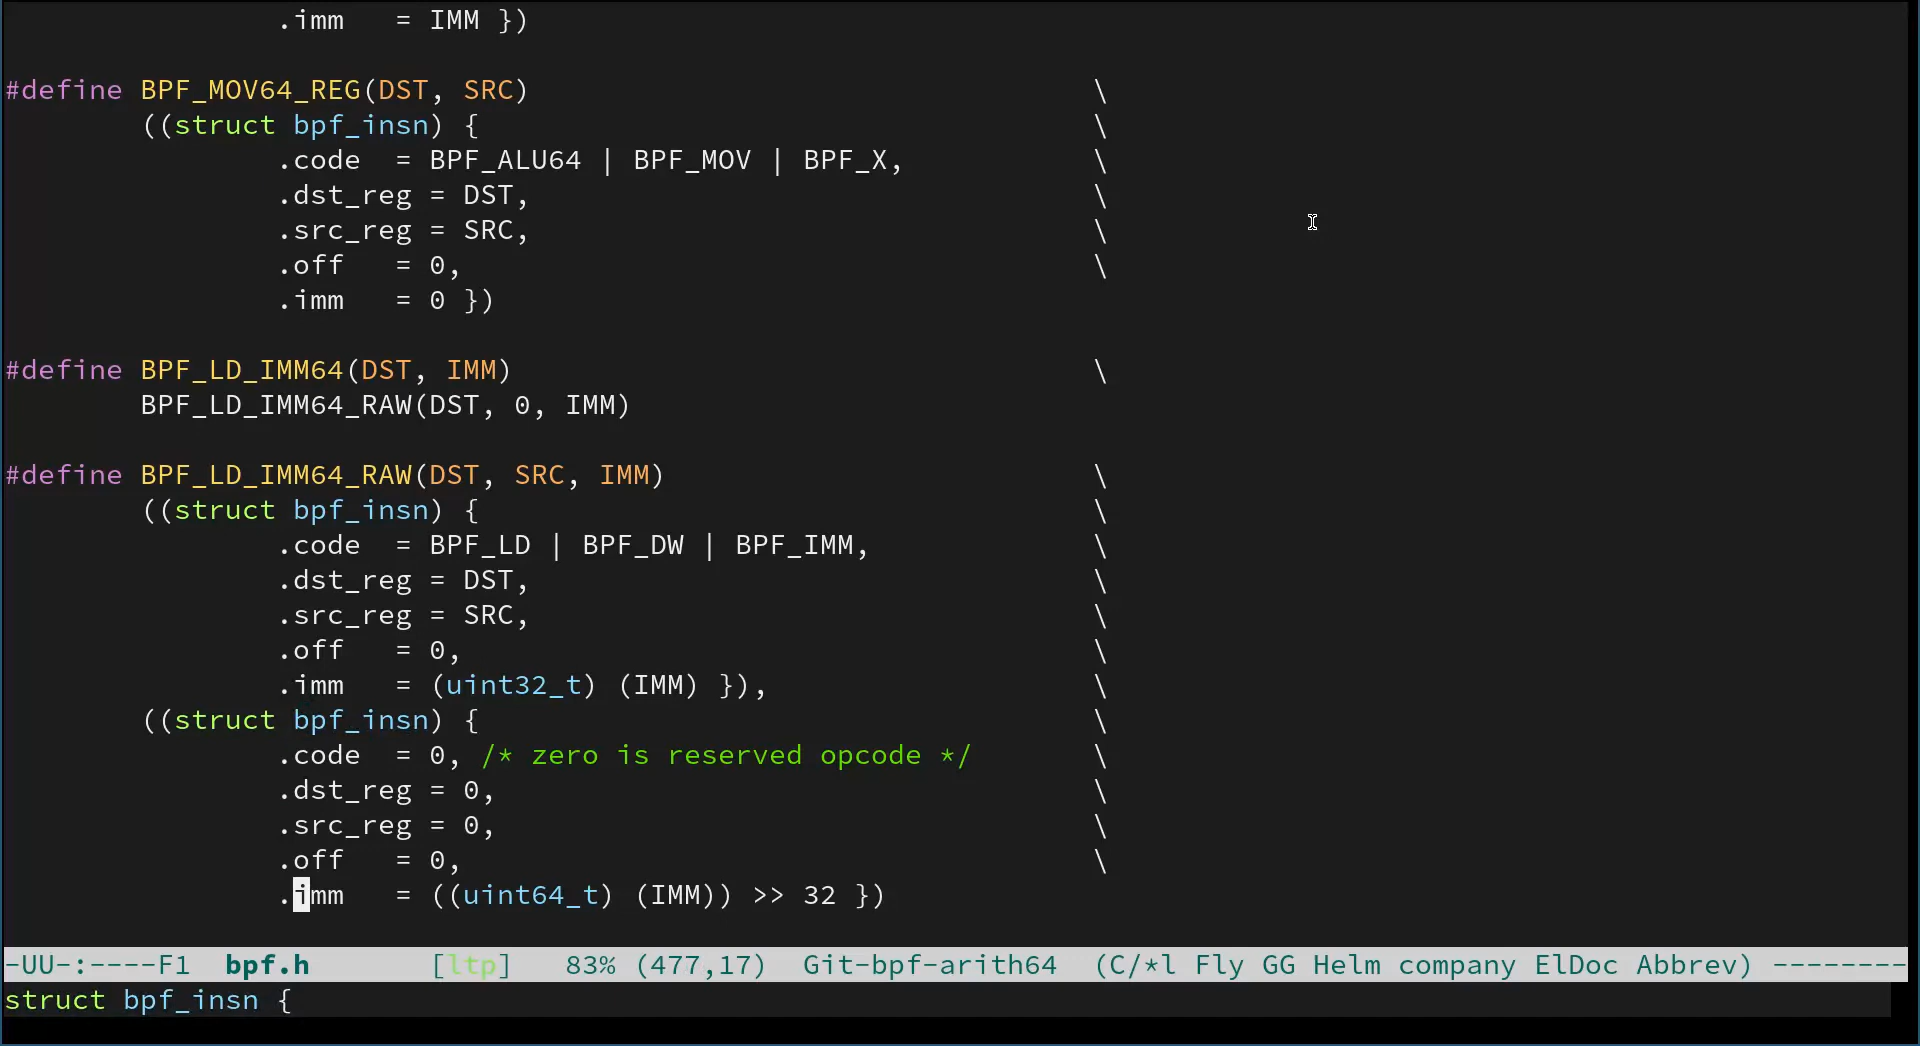 .imm   = IMM })

#define BPF_MOV64_REG(DST, SRC)                                 \
        ((struct bpf_insn) {                                    \
                .code  = BPF_ALU64 | BPF_MOV | BPF_X,           \
                .dst_reg = DST,                                 \
                .src_reg = SRC,                                 \
                .off   = 0,                                     \
                .imm   = 0 })

#define BPF_LD_IMM64(DST, IMM)                                  \
        BPF_LD_IMM64_RAW(DST, 0, IMM)

#define BPF_LD_IMM64_RAW(DST, SRC, IMM)                         \
        ((struct bpf_insn) {                                    \
                .code  = BPF_LD | BPF_DW | BPF_IMM,             \
                .dst_reg = DST,                                 \
                .src_reg = SRC,                                 \
                .off   = 0,                                     \
                .imm   = (uint32_t) (IMM) }),                   \
        ((struct bpf_insn) {                                    \
                .code  = 0, /* zero is reserved opcode */       \
                .dst_reg = 0,                                   \
                .src_reg = 0,                                   \
                .off   = 0,                                     \
                .imm   = ((uint64_t) (IMM)) >> 32 })

-UU-:----F1  bpf.h       [ltp]   83% (477,17)  Git-bpf-arith64  (C/*l Fly GG Helm company ElDoc Abbrev) --------
struct bpf_insn {